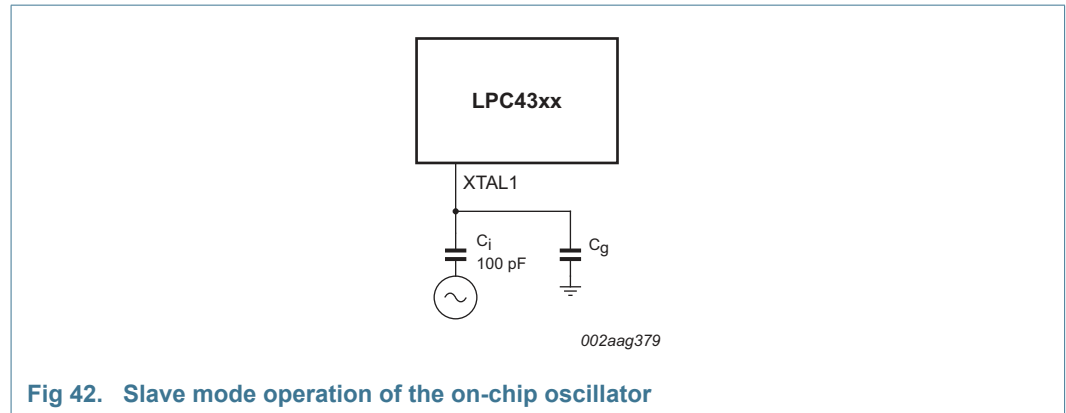 LPC43xx
XTAL1
Ci
100 pF
Cg
002aag379
Fig 42. Slave mode operation of the on-chip oscillator